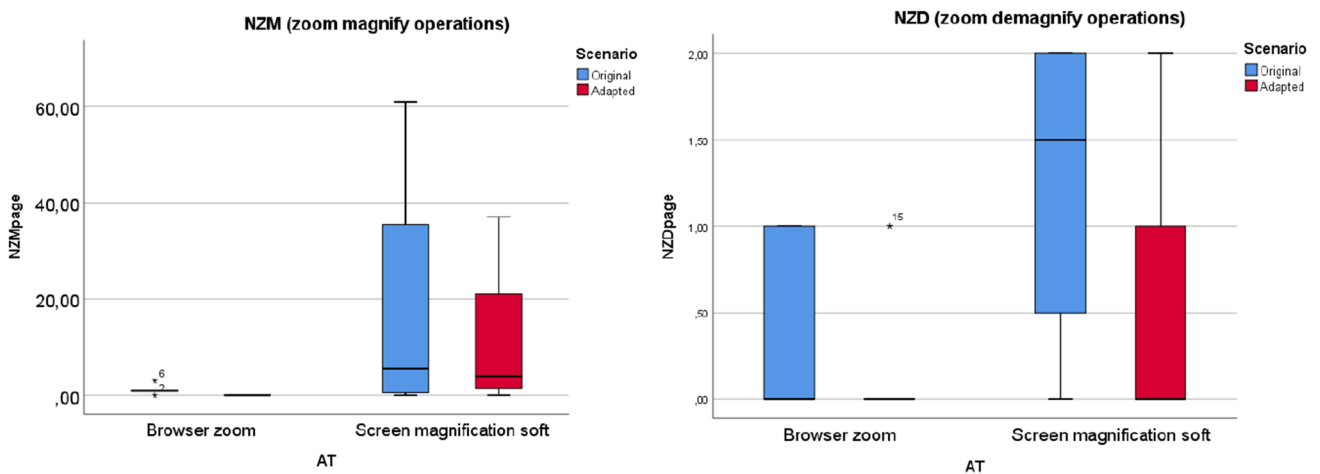 NZM (zoom magnify operations)
Scenario
Original
Adapted
NZMpage
60,00
40,00
20,00
,00
6
2
Browser zoom
Screen magnification soft
AT
NZD (zoom demagnify operations)
Scenario
Original
Adapted
NZDpage
2,00
1,50
1,00
,50
,00
15
Browser zoom
Screen magnification soft
AT